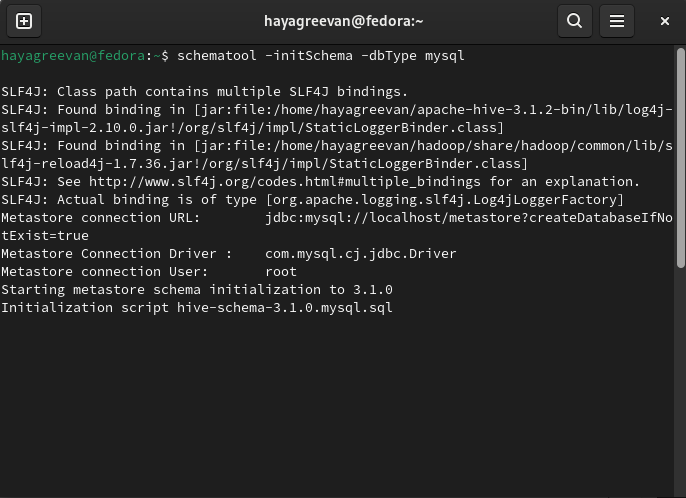 hayagreevan@fedora:~
hayagreevan@fedora:~$ schematool -initSchema -dbType mysql
SLF4J: Class path contains multiple SLF4J bindings.
SLF4J: Found binding in [jar:file:/home/hayagreevan/apache-hive-3.1.2-bin/lib/log4j-
slf4j-impl-2.10.0.jar!/org/slf4j/impl/StaticLoggerBinder.class]
SLF4J: Found binding in [jar:file:/home/hayagreevan/hadoop/share/hadoop/common/lib/s
lf4j-reload4j-1.7.36.jar!/org/slf4j/impl/StaticLoggerBinder.class]
SLF4J: See http://www.slf4j.org/codes.html#multiple_bindings for an explanation.
SLF4J: Actual binding is of type [org.apache.logging.slf4j.Log4jLoggerFactory]
Metastore connection URL:        jdbc:mysql://localhost/metastore?createDatabaseIfNo
tExist=true
Metastore Connection Driver :    com.mysql.cj.jdbc.Driver
Metastore connection User:       root
Starting metastore schema initialization to 3.1.0
Initialization script hive-schema-3.1.0.mysql.sql